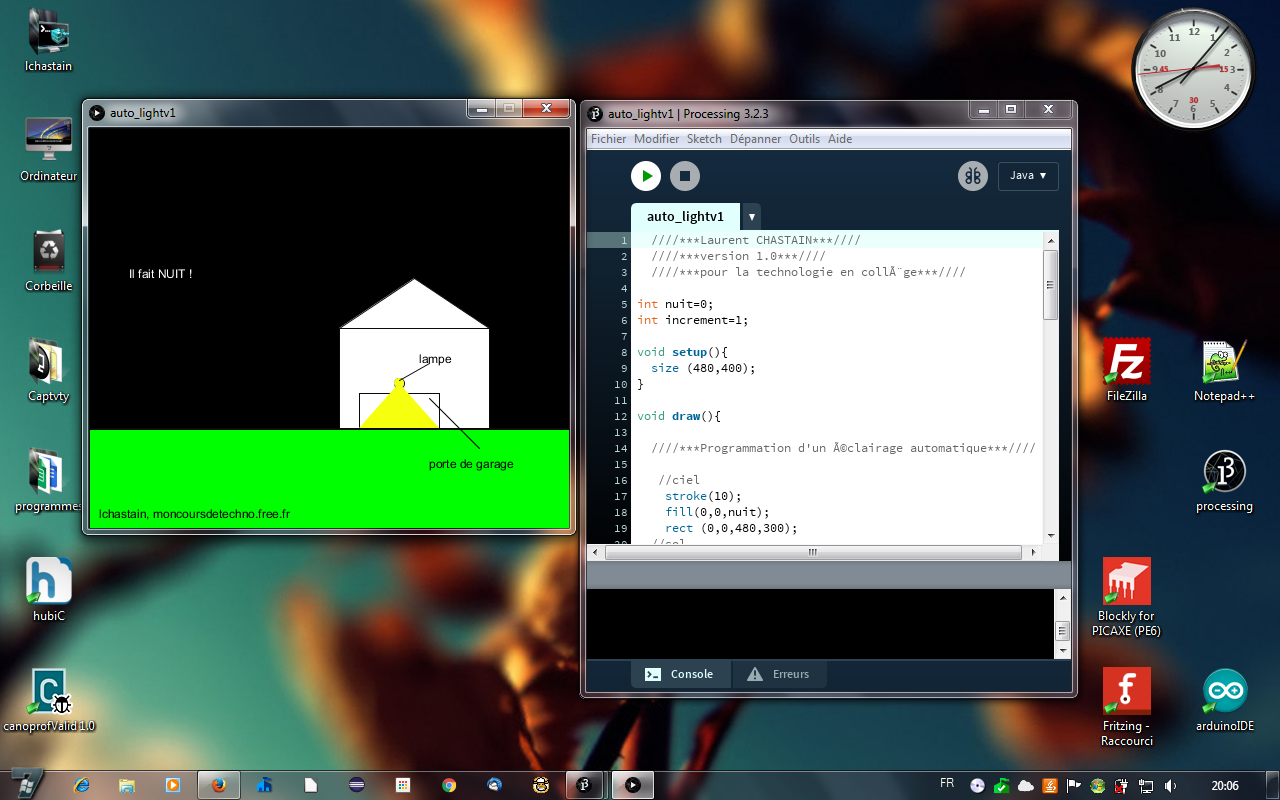 lchastain
Ordinateur
Corbeille
Captvty
programmes
hubiC
canoprofValid 1.0
auto_lightv1
Il fait NUIT !
lampe
porte de garage
lchastain, moncoursdetechno.free.fr
auto_lightv1 | Processing 3.2.3
Fichier Modifier Sketch Dépanner Outils Aide
Java
auto_lightv1
1 ////***Laurent CHASTAIN***////
2 ////***version 1.0***////
3 ////***pour la technologie en collÃ¨ge***////
4
5 int nuit=0;
6 int increment=1;
7
8 void setup(){
9 size (480,400);
10 }
11
12 void draw(){
13
14 ////***Programmation d'un Ã©clairage automatique***////
15
16 //ciel
17 stroke(10);
18 fill(0,0,nuit);
19 rect (0,0,480,300);
Console
Erreurs
12 1 2 3 4 5 6 7 8 9 10 11
45 15 30
FileZilla
Notep​ad++
processing
Blockly for
PICAXE (PE6)
Fritzing -
Raccourci
arduinoIDE
FR
20:06